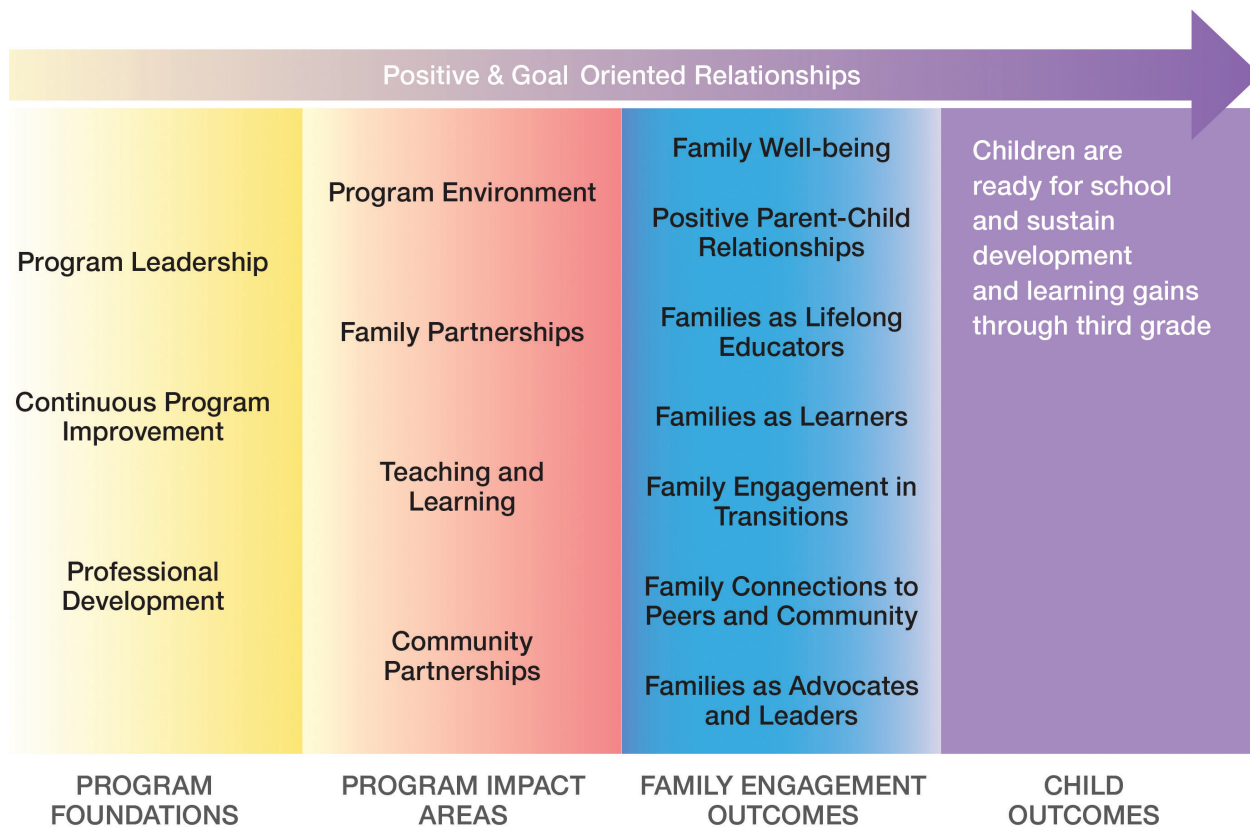 Positive & Goal Oriented Relationships
Program Leadership
Continuous Program
Improvement
Professional
Development
PROGRAM
FOUNDATIONS
Program Environment
Family Partnerships
Teaching and
Learning
Community
Partnerships
PROGRAM IMPACT
AREAS
Family Well-being
Positive Parent-Child
Relationships
Families as Lifelong
Educators
Families as Learners
Family Engagement in
Transitions
Family Connections to
Peers and Community
Families as Advocates
and Leaders
FAMILY ENGAGEMENT
OUTCOMES
Children are
ready for school
and sustain
development
and learning gains
through third grade
CHILD
OUTCOMES